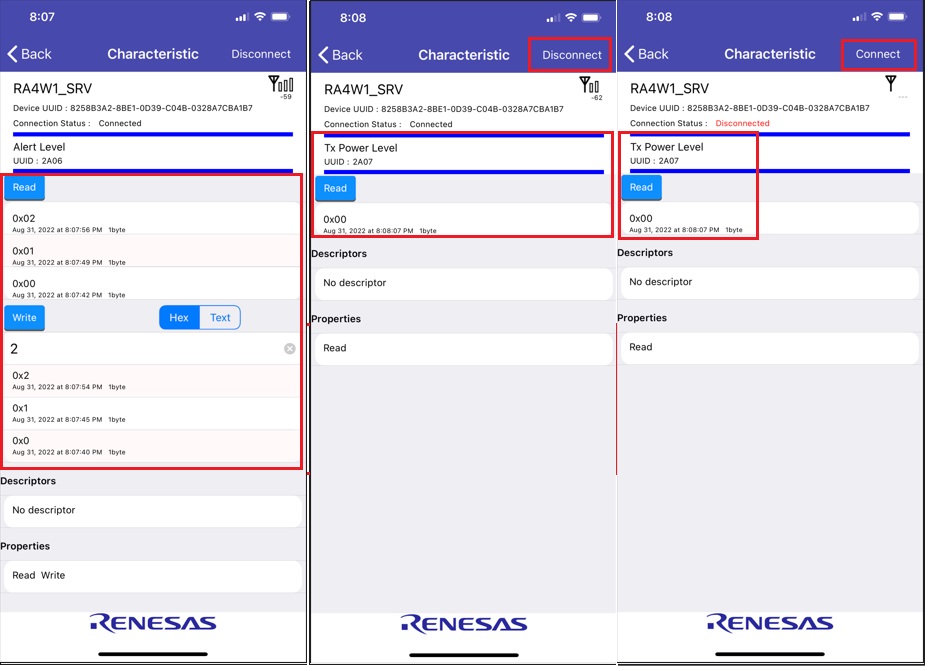 8:07
Back Characteristic Disconnect
RA4W1_SRV
-59
Device UUID : 8258B3A2-8BE1-0D39-C04B-0328A7CBA1B7
Connection Status : Connected
Alert Level
UUID : 2A06
Read
0x02
Aug 31, 2022 at 8:07:56 PM 1byte
0x01
Aug 31, 2022 at 8:07:49 PM 1byte
0x00
Aug 31, 2022 at 8:07:42 PM 1byte
Write Hex Text
2
0x2
Aug 31, 2022 at 8:07:54 PM 1byte
0x1
Aug 31, 2022 at 8:07:45 PM 1byte
0x0
Aug 31, 2022 at 8:07:40 PM 1byte
Descriptors
No descriptor
Properties
Read Write
RENESAS
8:08
Back Characteristic Disconnect
RA4W1_SRV
-62
Device UUID : 8258B3A2-8BE1-0D39-C04B-0328A7CBA1B7
Connection Status : Connected
Tx Power Level
UUID : 2A07
Read
0x00
Aug 31, 2022 at 8:08:07 PM 1byte
Descriptors
No descriptor
Properties
Read
RENESAS
8:08
Back Characteristic Connect
RA4W1_SRV
---
Device UUID : 8258B3A2-8BE1-0D39-C04B-0328A7CBA1B7
Connection Status : Disconnected
Tx Power Level
UUID : 2A07
Read
0x00
Aug 31, 2022 at 8:08:07 PM 1byte
Descriptors
No descriptor
Properties
Read
RENESAS